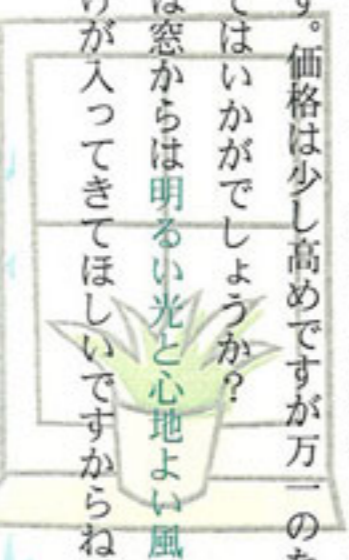 す。価格は少し高めですが万一の
てはいかがでしょうか？
は窓からは明るい光と心地よい風
が入ってきてほしいですからね